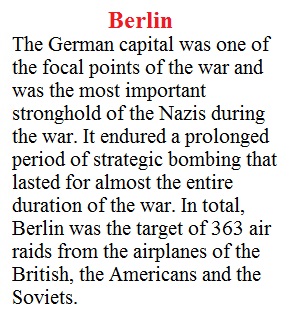 Berlin
The German capital was one of
the focal points of the war and
was the most important
stronghold of the Nazis during
the war. It endured a prolonged
period of strategic bombing that
lasted for almost the entire
duration of the war. In total,
Berlin was the target of 363 air
raids from the airplanes of the
British, the Americans and the
Soviets.